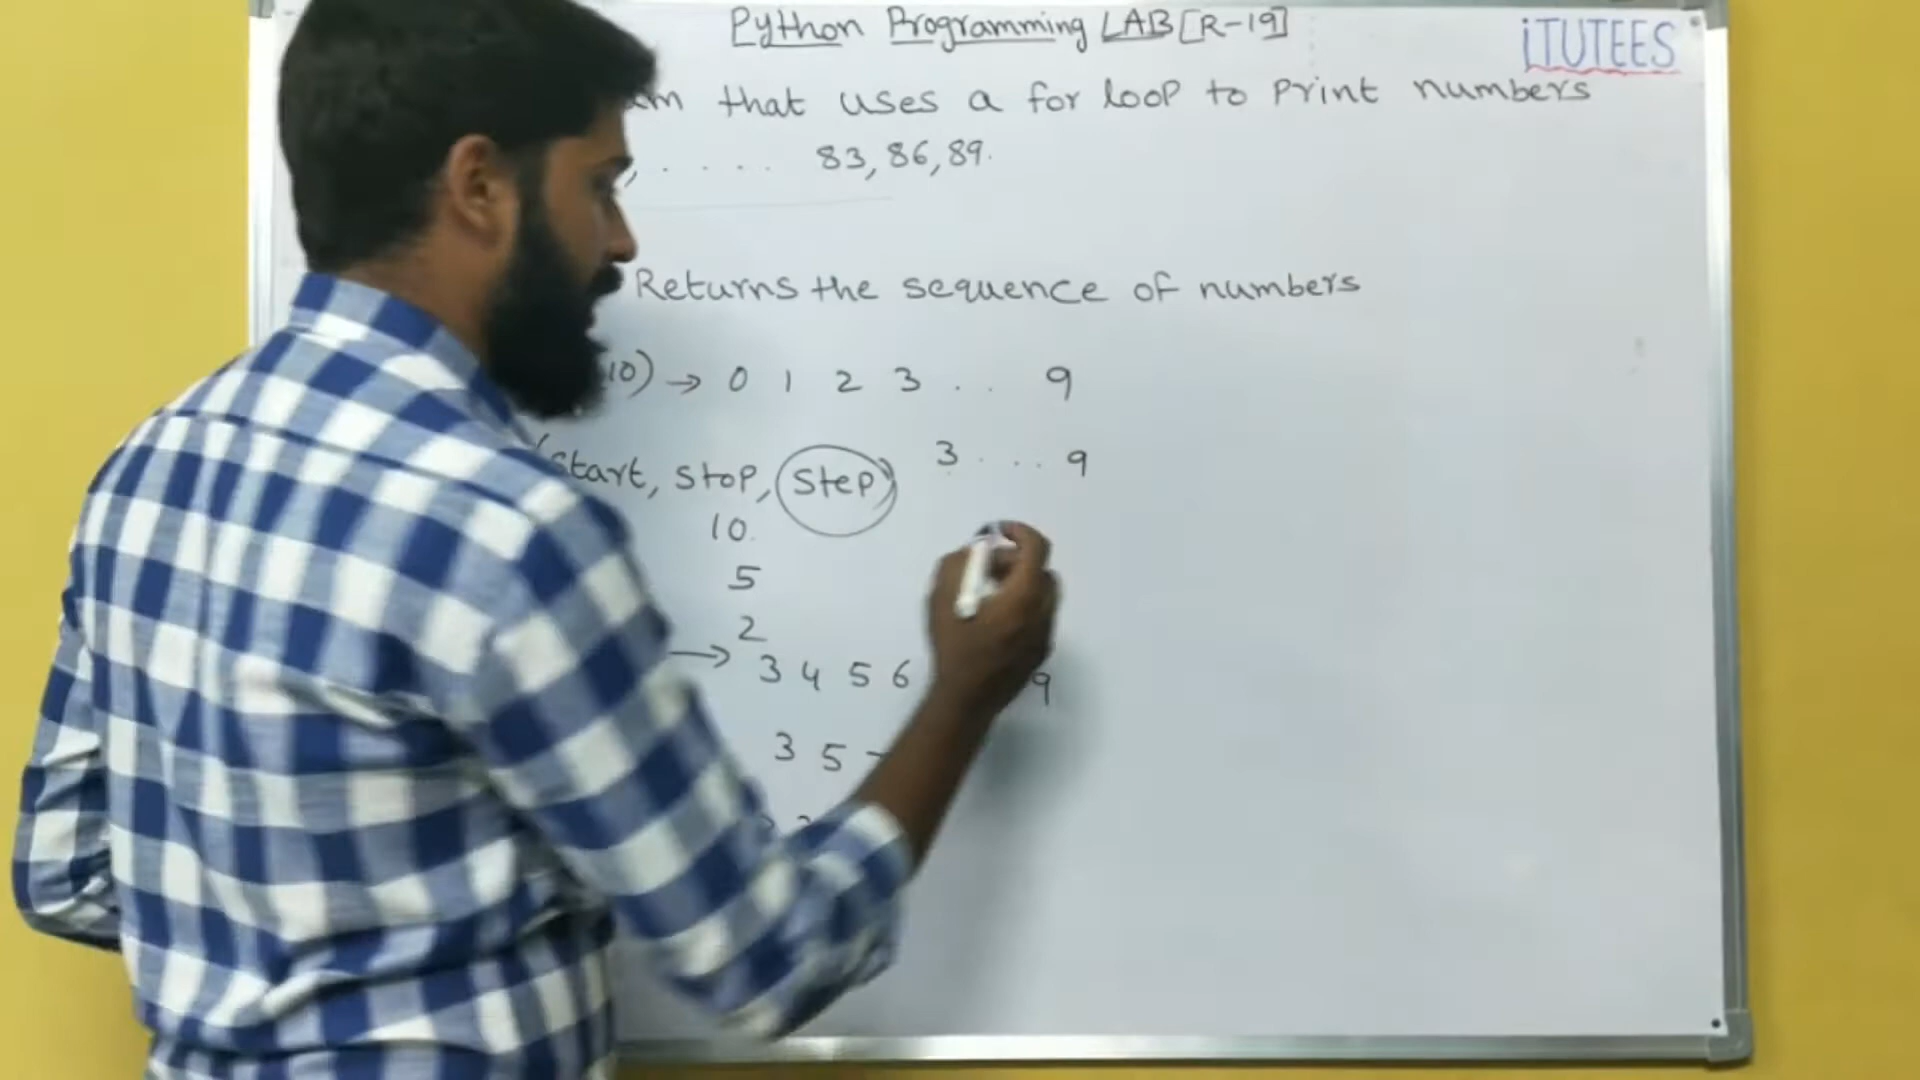 Python Programming LAB [R-19]
iTUTEES
that uses a for loop to print numbers
, . . . . . 83, 86, 89.
Returns the sequence of numbers
10) → 0 1 2 3 . . 9
(start, stop, step) 3 . . . 9
10.
5
2
→ 3 4 5 6 9
3 5